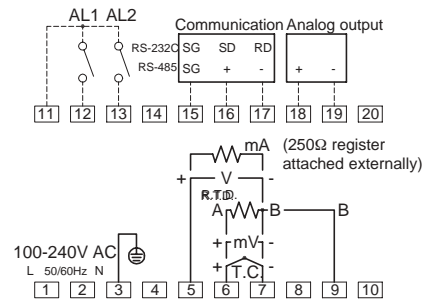 AL1 AL2
Communication Analog output
RS-232C SG SD RD
RS-485 SG + - + -
11 12 13 14 15 16 17 18 19 20
mA (250Ω register
attached externally)
+ V -
R.T.D.
A B B
100-240V AC
+ mV -
L 50/60Hz N
+ T.C. -
1 2 3 4 5 6 7 8 9 10